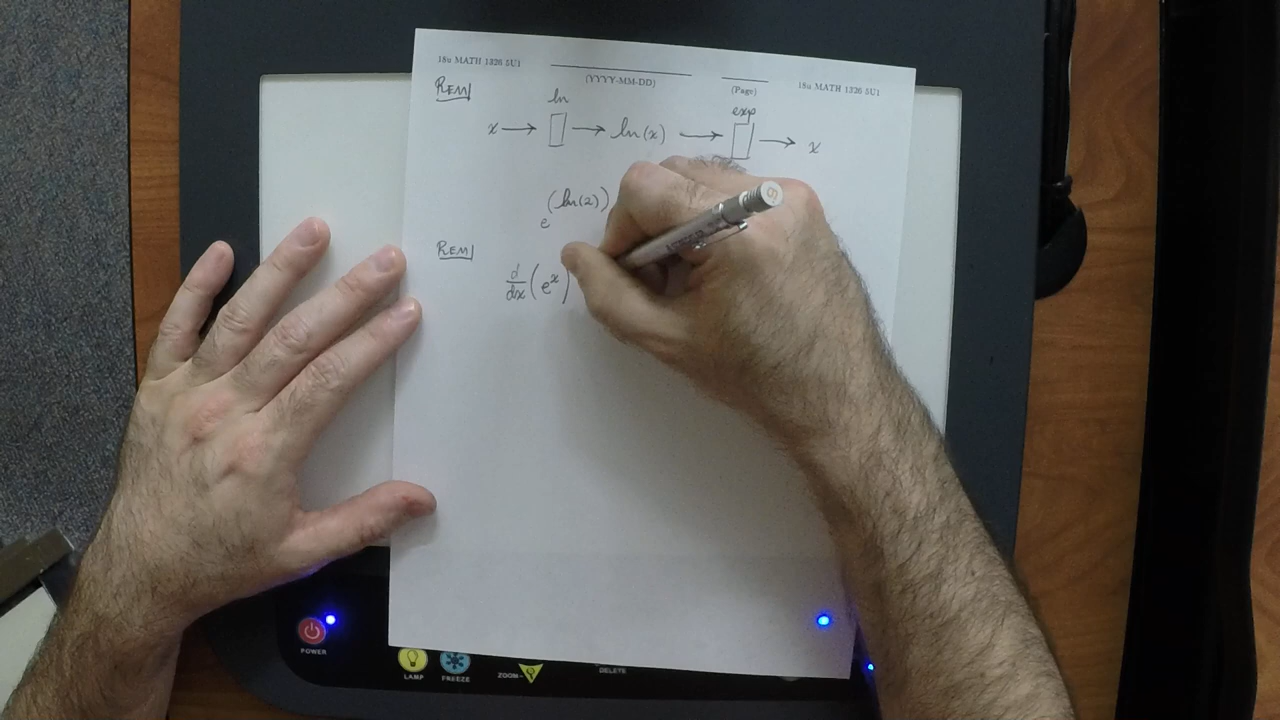 18u MATH 1326 5U1 (YYYY-MM-DD) (Page) 18u MATH 1326 5U1
REM
ln exp
x → ▯ → ln(x) → ▯ → x
e^(ln(2))
REM
d/dx (e^x)
POWER
LAMP FREEZE ZOOM DELETE